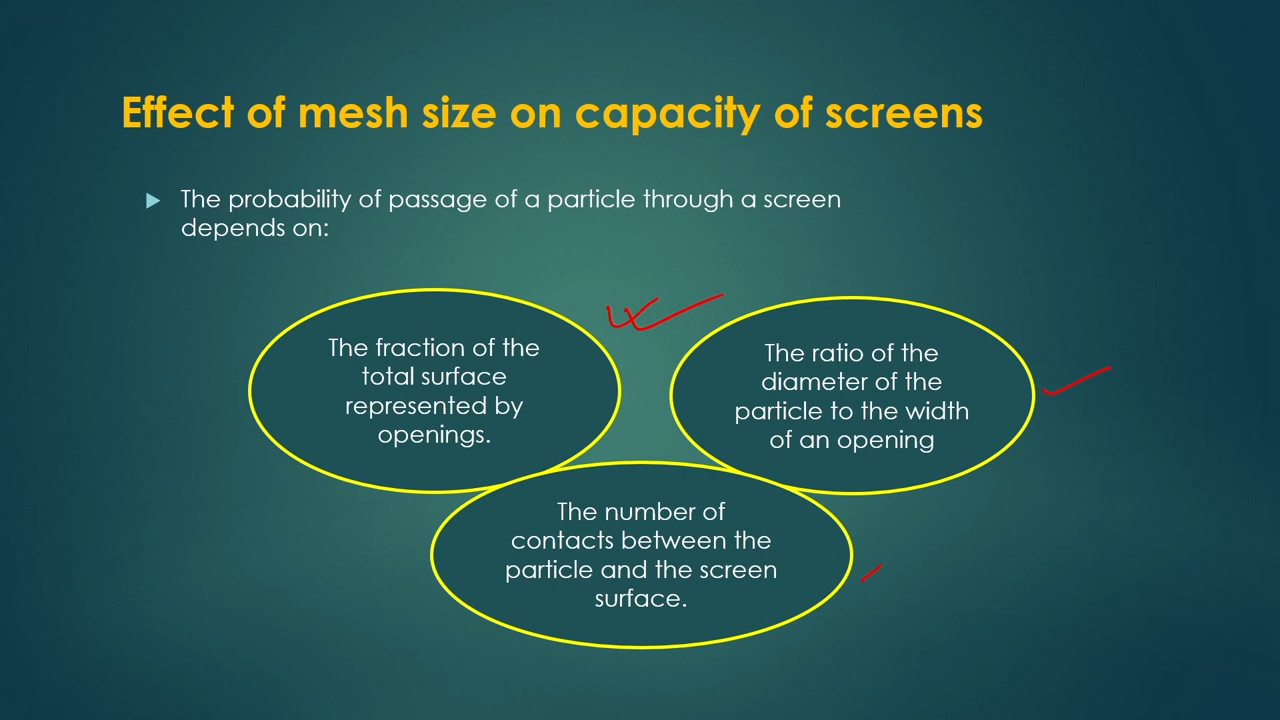 Effect of mesh size on capacity of screens
The probability of passage of a particle through a screen
depends on:
The fraction of the
total surface
represented by
openings.
The ratio of the
diameter of the
particle to the width
of an opening
The number of
contacts between the
particle and the screen
surface.